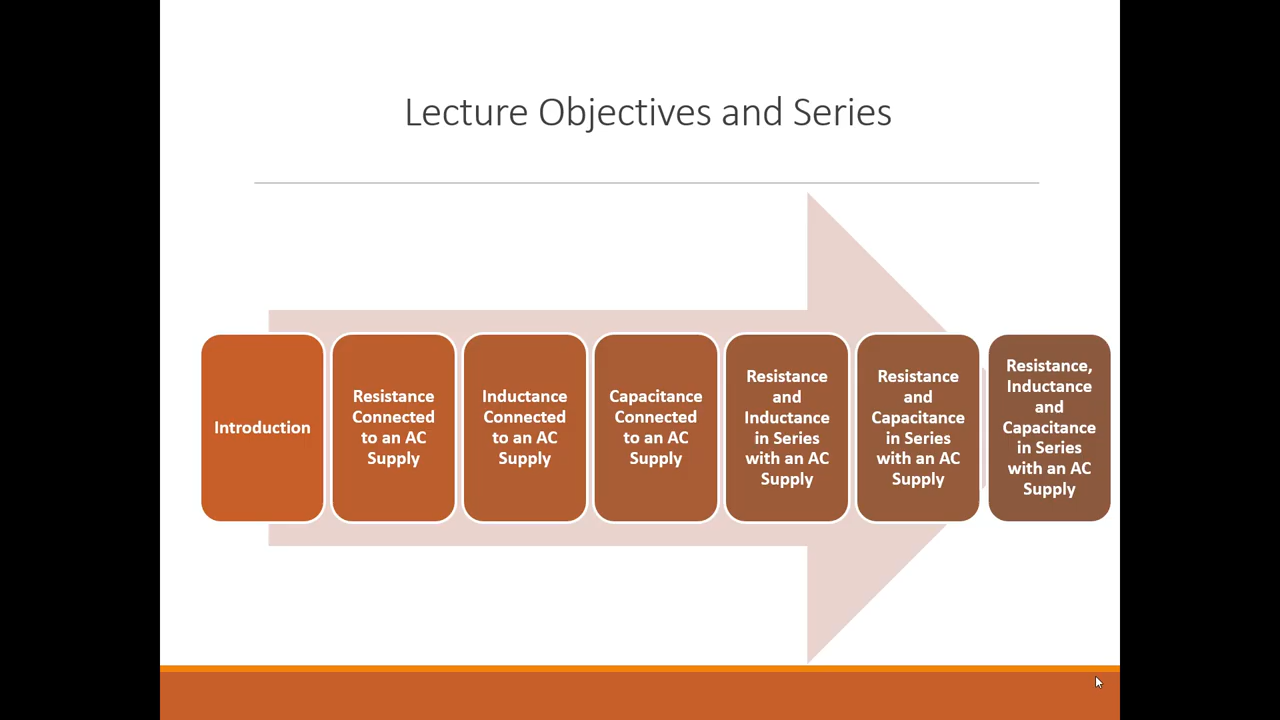 Lecture Objectives and Series
Introduction
Resistance
Connected
to an AC
Supply
Inductance
Connected
to an AC
Supply
Capacitance
Connected
to an AC
Supply
Resistance
and
Inductance
in Series
with an AC
Supply
Resistance
and
Capacitance
in Series
with an AC
Supply
Resistance,
Inductance
and
Capacitance
in Series
with an AC
Supply